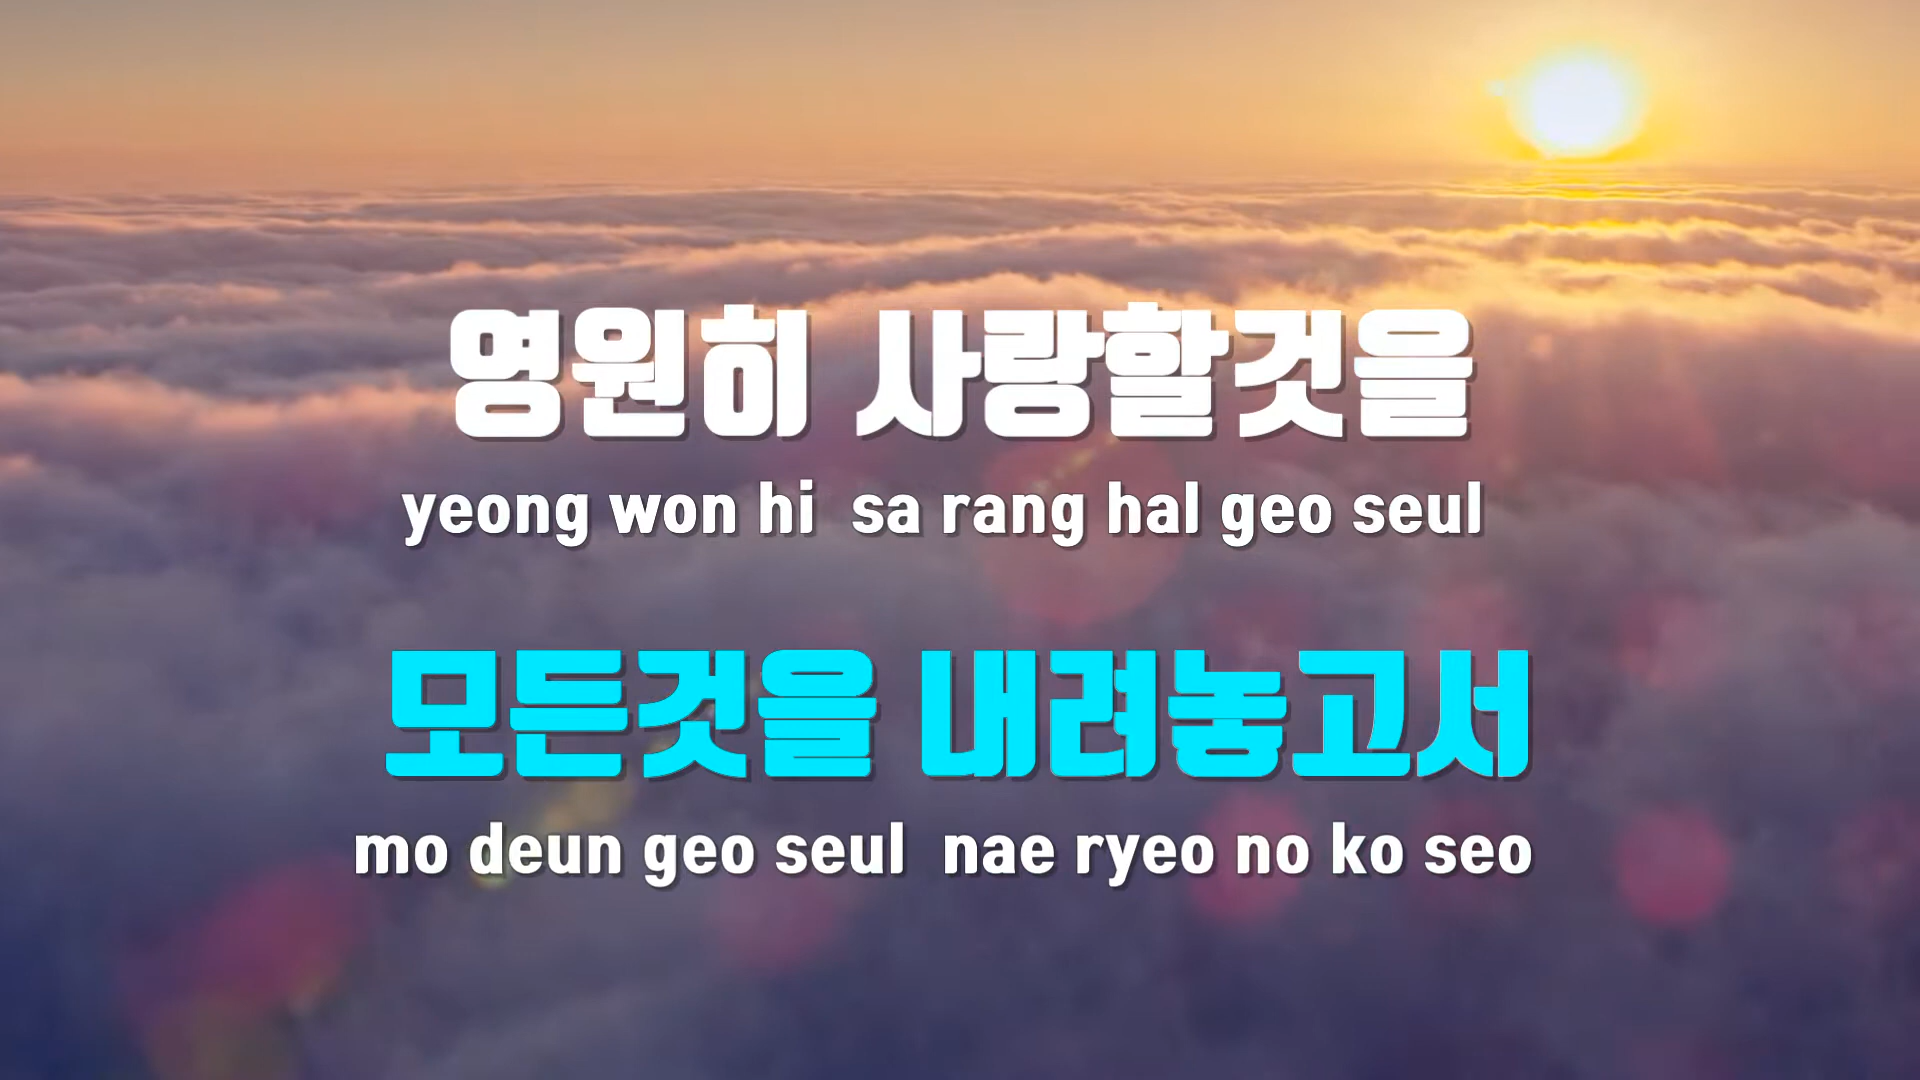 영원히 사랑할것을
yeong won hi sa rang hal geo seul
모든것을 내려놓고서
mo deun geo seul nae ryeo no ko seo